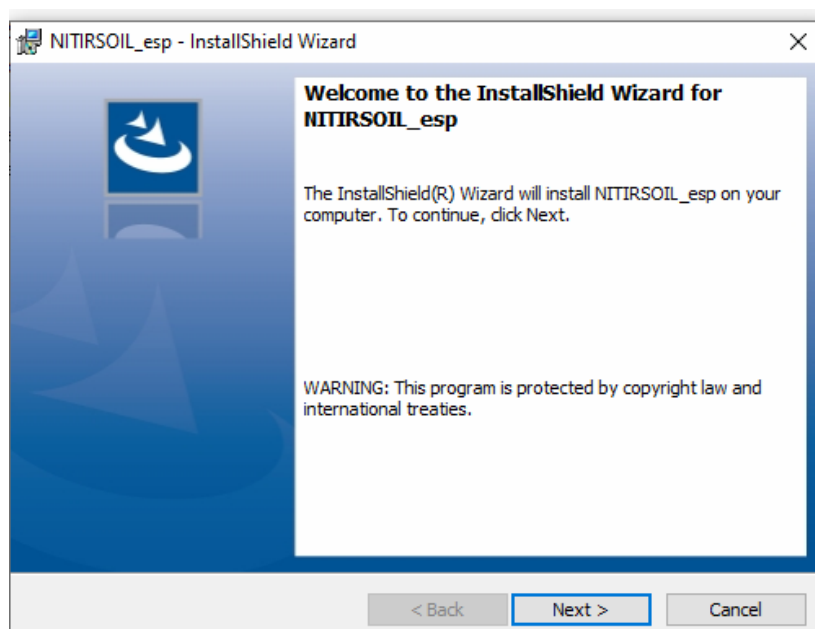 NITIRSOIL_esp - InstallShield Wizard
Welcome to the InstallShield Wizard for
NITIRSOIL_esp
The InstallShield(R) Wizard will install NITIRSOIL_esp on your
computer. To continue, click Next.
WARNING: This program is protected by copyright law and
international treaties.
< Back
Next >
Cancel